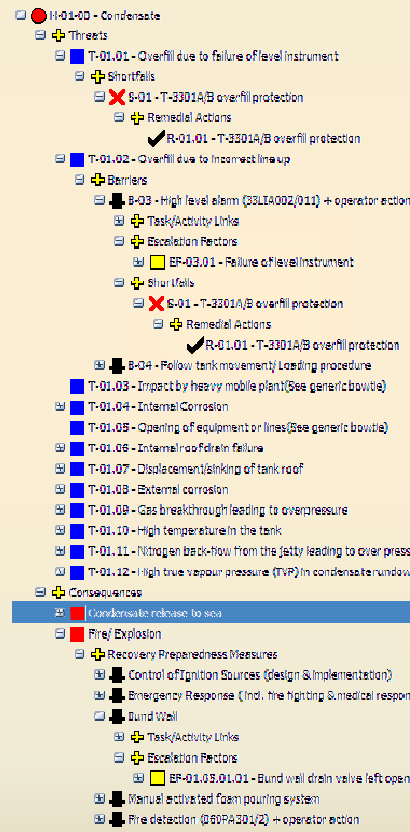 H-01-00 - Condensate
Threats
T-01.01 - Overfill due to failure of level instrument
Shortfalls
S-01 - T-3301A/B overfill protection
Remedial Actions
R-01.01 - T-3301A/B overfill protection
T-01.02 - Overfill due to incorrect line up
Barriers
B-03 - High level alarm (33LIA002/011) + operator action
Task/Activity Links
Escalation Factors
EF-03.01 - Failure of level instrument
Shortfalls
S-01 - T-3301A/B overfill protection
Remedial Actions
R-01.01 - T-3301A/B overfill protection
B-04 - Follow tank movement/ Loading procedure
T-01.03 - Impact by heavy mobile plant(See generic bowtie)
T-01.04 - Internal Corrosion
T-01.05 - Opening of equipment or lines(See generic bowtie)
T-01.06 - Internal roof drain failure
T-01.07 - Displacement/sinking of tank roof
T-01.08 - External corrosion
T-01.09 - Gas breakthrough leading to overpressure
T-01.10 - High temperature in the tank
T-01.11 - Nitrogen back-flow from the jetty leading to over press
T-01.12 - High true vapour pressure (TVP) in condensate rundow
Consequences
Condensate release to sea
Fire/ Explosion
Recovery Preparedness Measures
Control of Ignition Sources (design & implementation)
Emergency Response ( incl. fire fighting & medical respon
Bund Wall
Task/Activity Links
Escalation Factors
EF-01.05.01.01 - Bund wall drain valve left open
Manual activated foam pouring system
Fire detection (060PA301/2) + operator action